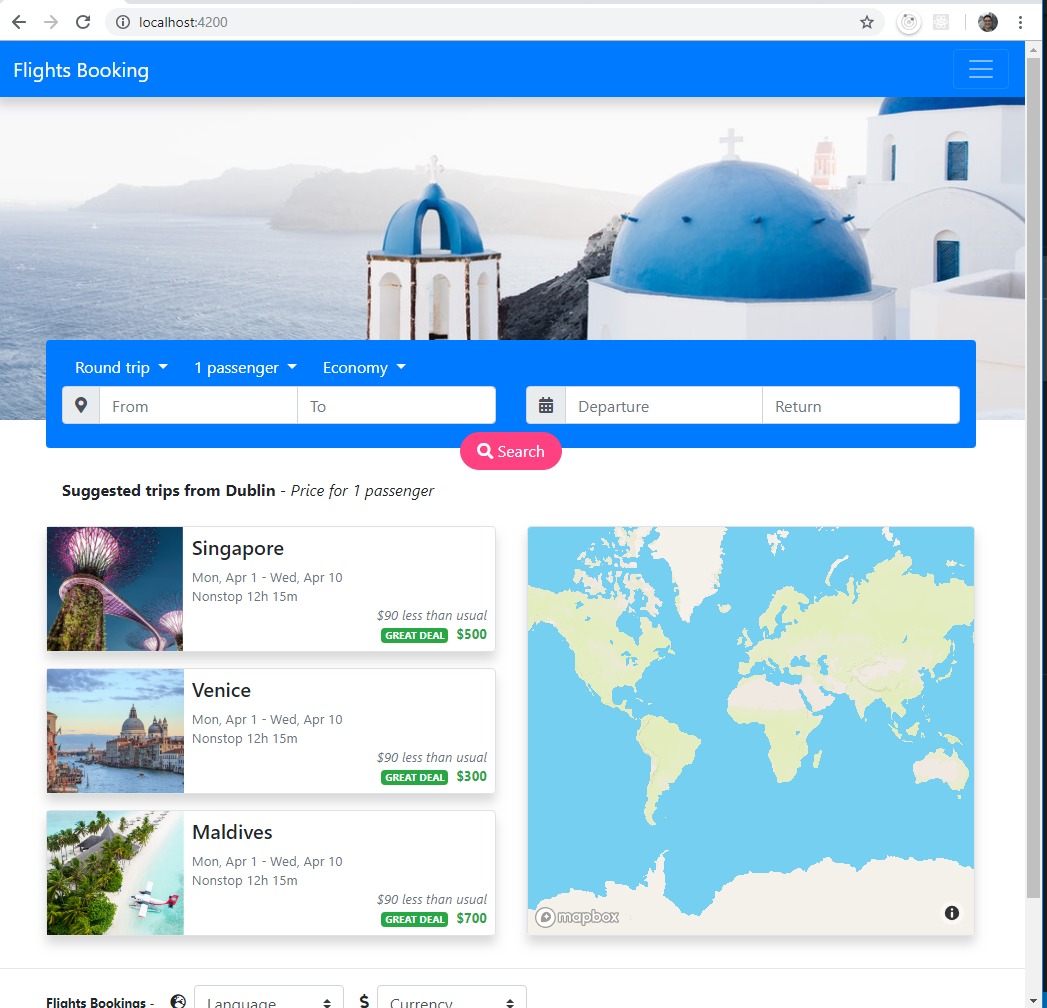 localhost:4200
Flights Booking
Round trip 1 passenger Economy
From To Departure Return
Search
Suggested trips from Dublin - Price for 1 passenger
Singapore
Mon, Apr 1 - Wed, Apr 10
Nonstop 12h 15m
$90 less than usual
GREAT DEAL $500
Venice
Mon, Apr 1 - Wed, Apr 10
Nonstop 12h 15m
$90 less than usual
GREAT DEAL $300
Maldives
Mon, Apr 1 - Wed, Apr 10
Nonstop 12h 15m
$90 less than usual
GREAT DEAL $700
mapbox
Flights Bookings - Language $ Currency